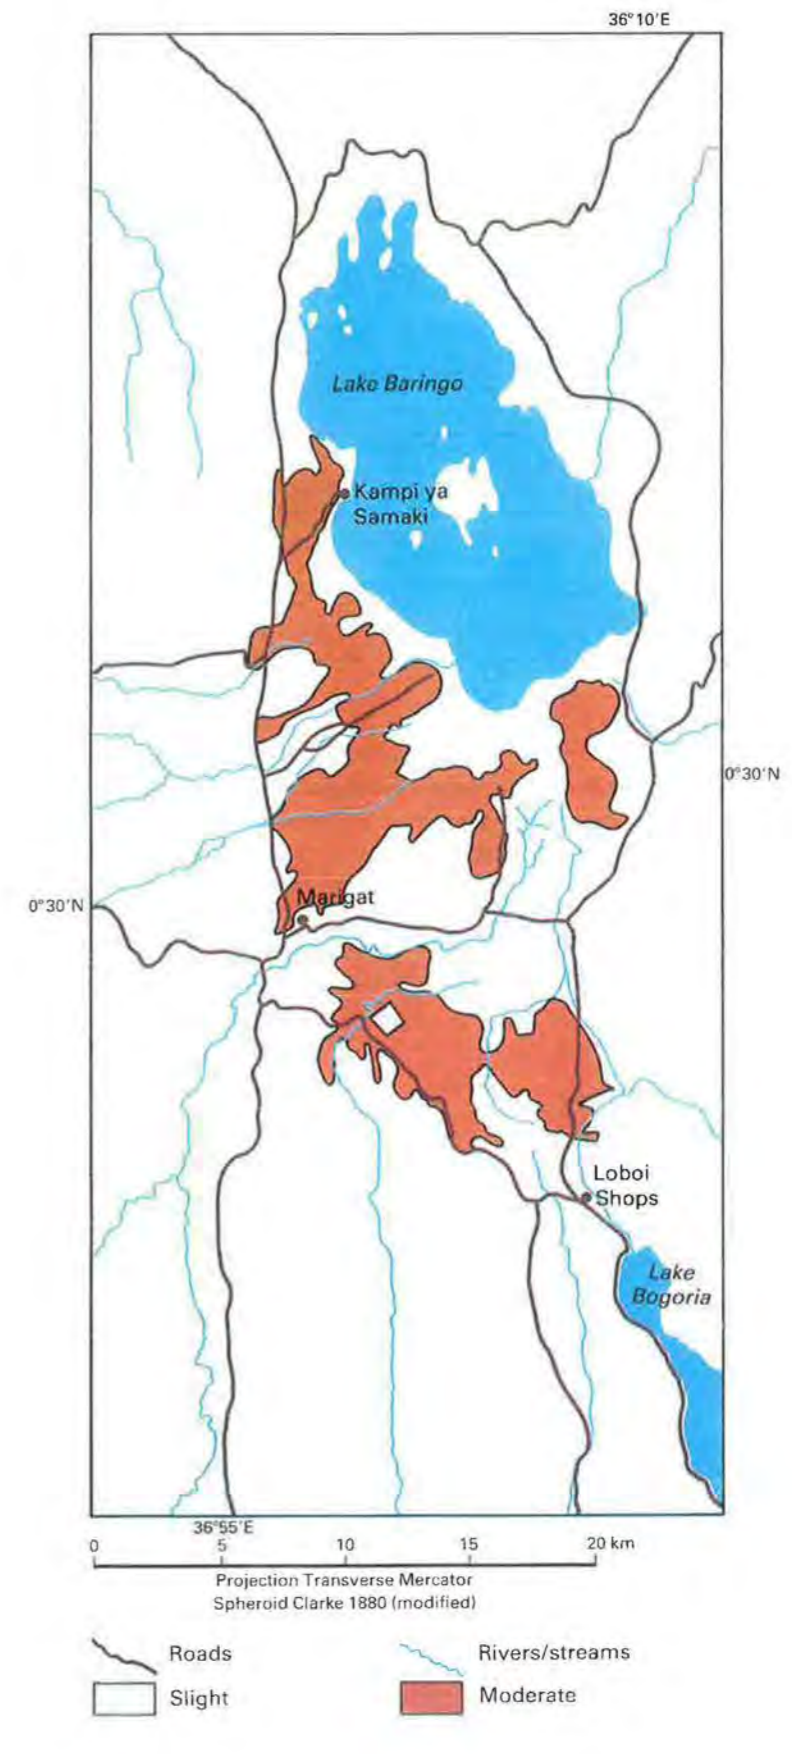 36°10'E
Lake Baringo
Kampi ya
Samaki
0°30'N
Marigat
0°30'N
Loboi
Shops
Lake
Bogoria
36°55'E
0 5 10 15 20 km
Projection Transverse Mercator
Spheroid Clarke 1880 (modified)
Roads
Rivers/streams
Slight
Moderate